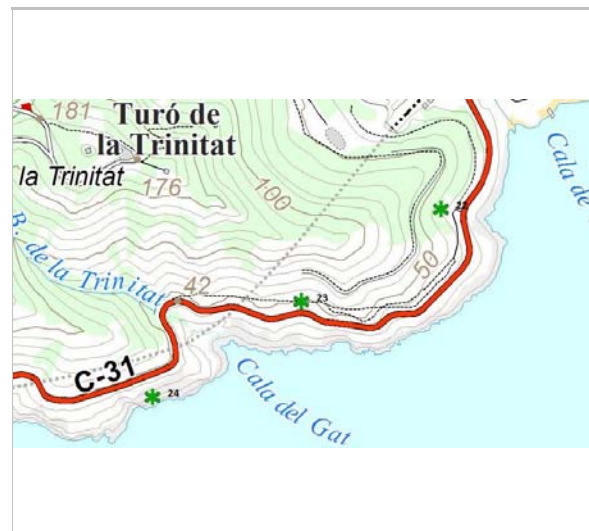 181
Turó de
la Trinitat
la Trinitat
176
100
Cala de
22
50
B. de la Trinitat
42
23
C-31
24
Cala del Gat